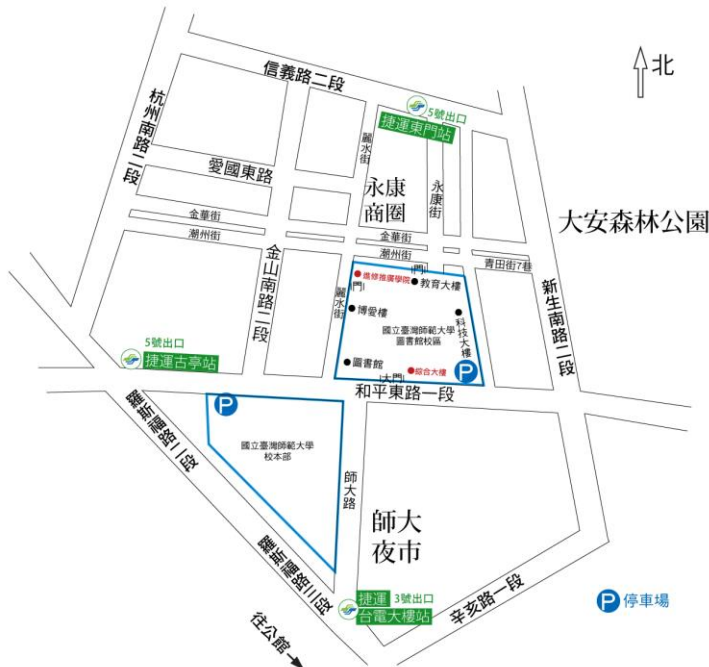 北
信義路二段
5號出口
捷運東門站
杭州南路二段
麗水街
愛國東路
永康
商圈
永康街
大安森林公園
金華街
金華街
潮州街
潮州街
青田街7巷
金山南路二段
麗水街
進修推廣學院
門
門
教育大樓
新生南路二段
博愛樓
國立臺灣師範大學
圖書館校區
科技大樓
5號出口
捷運古亭站
圖書館
綜合大樓
P
大門
和平東路一段
P
羅斯福路二段
國立臺灣師範大學
校本部
師大路
師大
夜市
羅斯福路三段
捷運 3號出口
台電大樓站
辛亥路一段
P 停車場
往公館